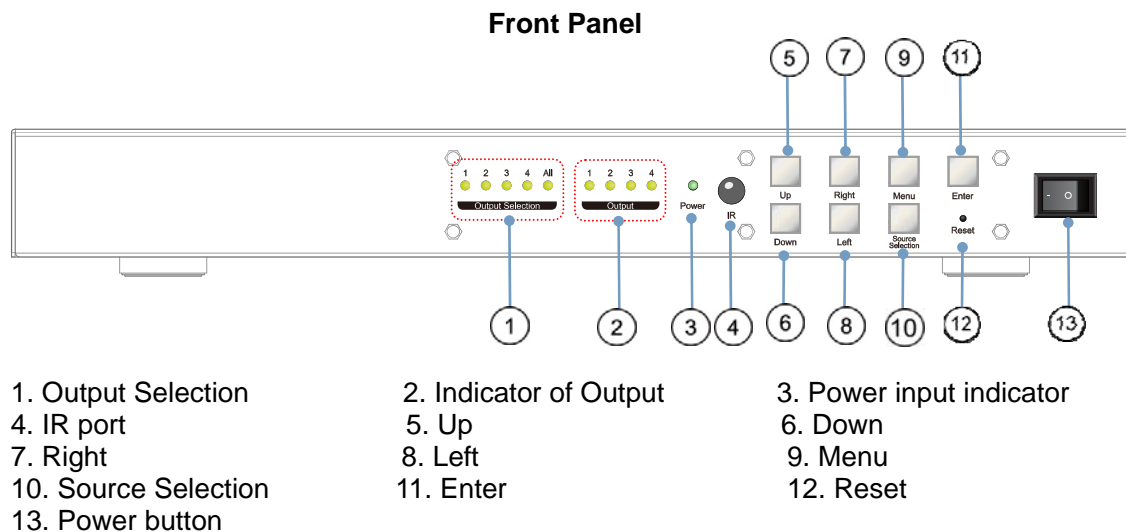 Front Panel
5 7 9 11
1 2 3 4 All
Output Selection
1 2 3 4
Output
Power
IR
Up Right Menu Enter
Down Left Source Selection Reset
- O
1 2 3 4 6 8 10 12 13
1. Output Selection 2. Indicator of Output 3. Power input indicator
4. IR port 5. Up 6. Down
7. Right 8. Left 9. Menu
10. Source Selection 11. Enter 12. Reset
13. Power button